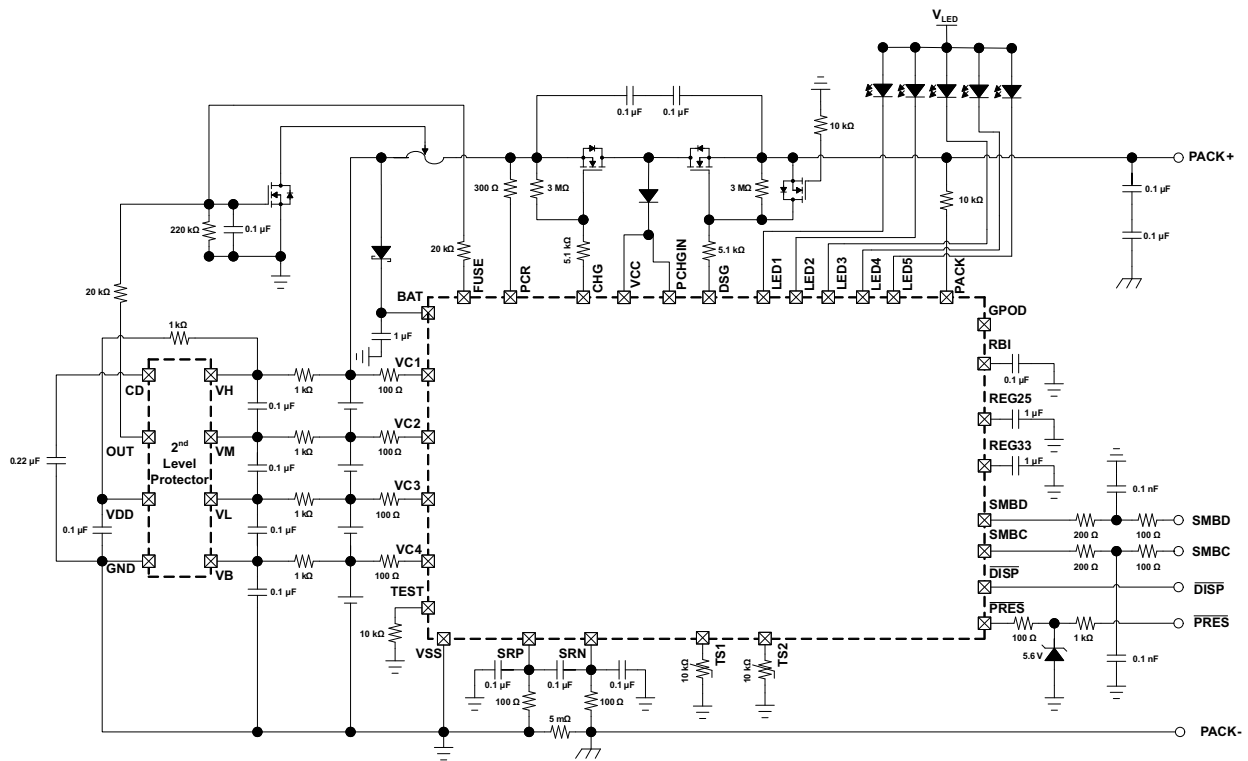 V_LED
0.1 µF
0.1 µF
10 kΩ
PACK+
300 Ω
3 MΩ
3 MΩ
10 kΩ
0.1 µF
0.1 µF
220 kΩ
0.1 µF
20 kΩ
5.1 kΩ
5.1 kΩ
20 kΩ
FUSE
PCR
CHG
VCC
PCHGIN
DSG
LED1
LED2
LED3
LED4
LED5
PACK
BAT
1 µF
GPOD
RBI
0.1 µF
REG25
1 µF
REG33
1 µF
1 kΩ
CD
VH
1 kΩ
100 Ω
VC1
0.1 µF
OUT
2nd
Level
Protector
VM
1 kΩ
100 Ω
VC2
0.1 µF
0.22 µF
VDD
VL
1 kΩ
100 Ω
VC3
0.1 µF
0.1 µF
GND
VB
1 kΩ
100 Ω
VC4
0.1 µF
TEST
10 kΩ
VSS
SRP
SRN
TS1
TS2
0.1 µF
0.1 µF
0.1 µF
100 Ω
100 Ω
10 kΩ
10 kΩ
5 mΩ
SMBD
200 Ω
0.1 nF
100 Ω
SMBD
SMBC
200 Ω
100 Ω
SMBC
DISP
DISP
PRES
100 Ω
1 kΩ
PRES
5.6 V
0.1 nF
PACK-